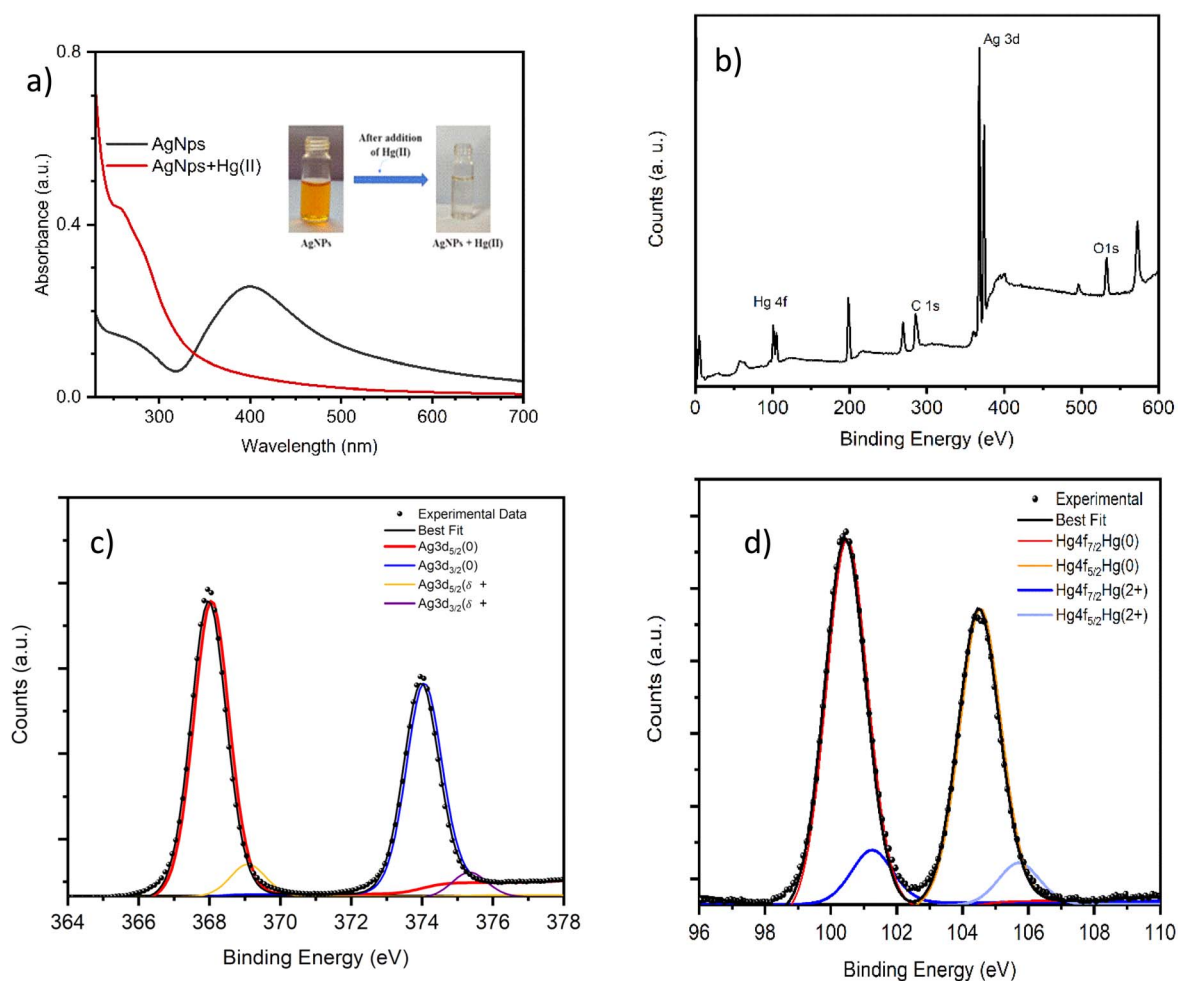 a)
0.8
0.4
0.0
Absorbance (a.u.)
AgNps
AgNps+Hg(II)
After addition
of Hg(II)
AgNPs
AgNPs + Hg(II)
300
400
500
600
700
Wavelength (nm)
b)
Ag 3d
Hg 4f
C 1s
O1s
Counts (a. u.)
0
100
200
300
400
500
600
Binding Energy (eV)
c)
Experimental Data
Best Fit
Ag3d5/2(0)
Ag3d3/2(0)
Ag3d5/2(δ +
Ag3d3/2(δ +
Counts (a.u.)
364
366
368
370
372
374
376
378
Binding Energy (eV)
d)
Experimental
Best Fit
Hg4f7/2Hg(0)
Hg4f5/2Hg(0)
Hg4f7/2Hg(2+)
Hg4f5/2Hg(2+)
Counts (a.u.)
96
98
100
102
104
106
108
110
Binding Energy (eV)